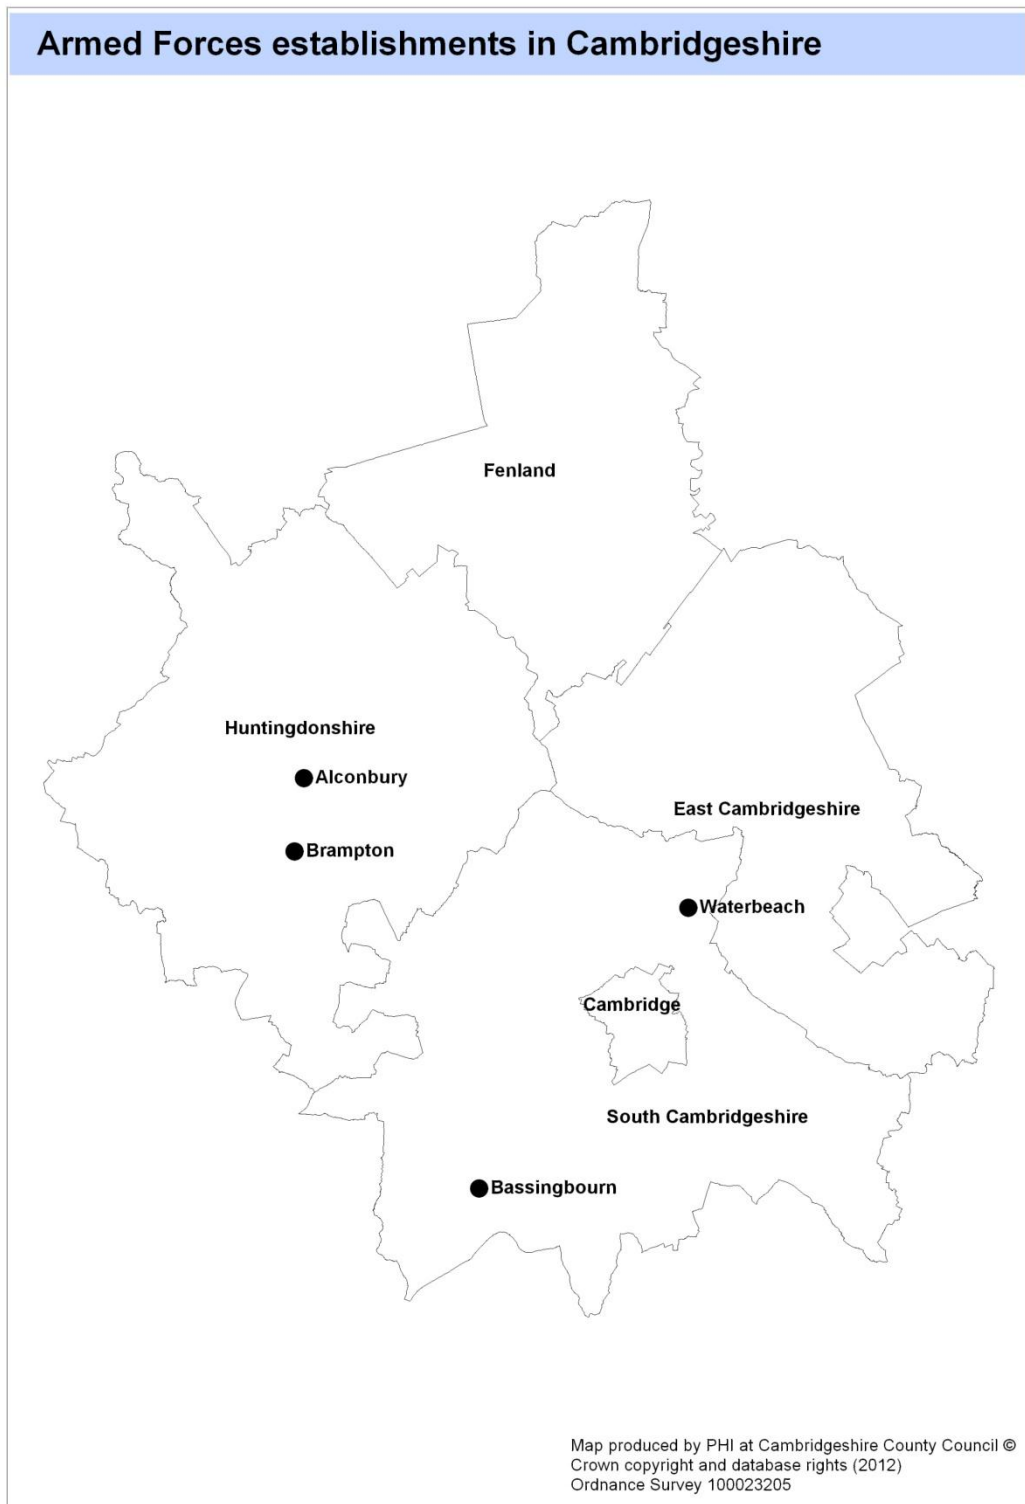 Armed Forces establishments in Cambridgeshire
Fenland
Huntingdonshire
Alconbury
East Cambridgeshire
Brampton
Waterbeach
Cambridge
South Cambridgeshire
Bassingbourn
Map produced by PHI at Cambridgeshire County Council ©
Crown copyright and database rights (2012)
Ordnance Survey 100023205